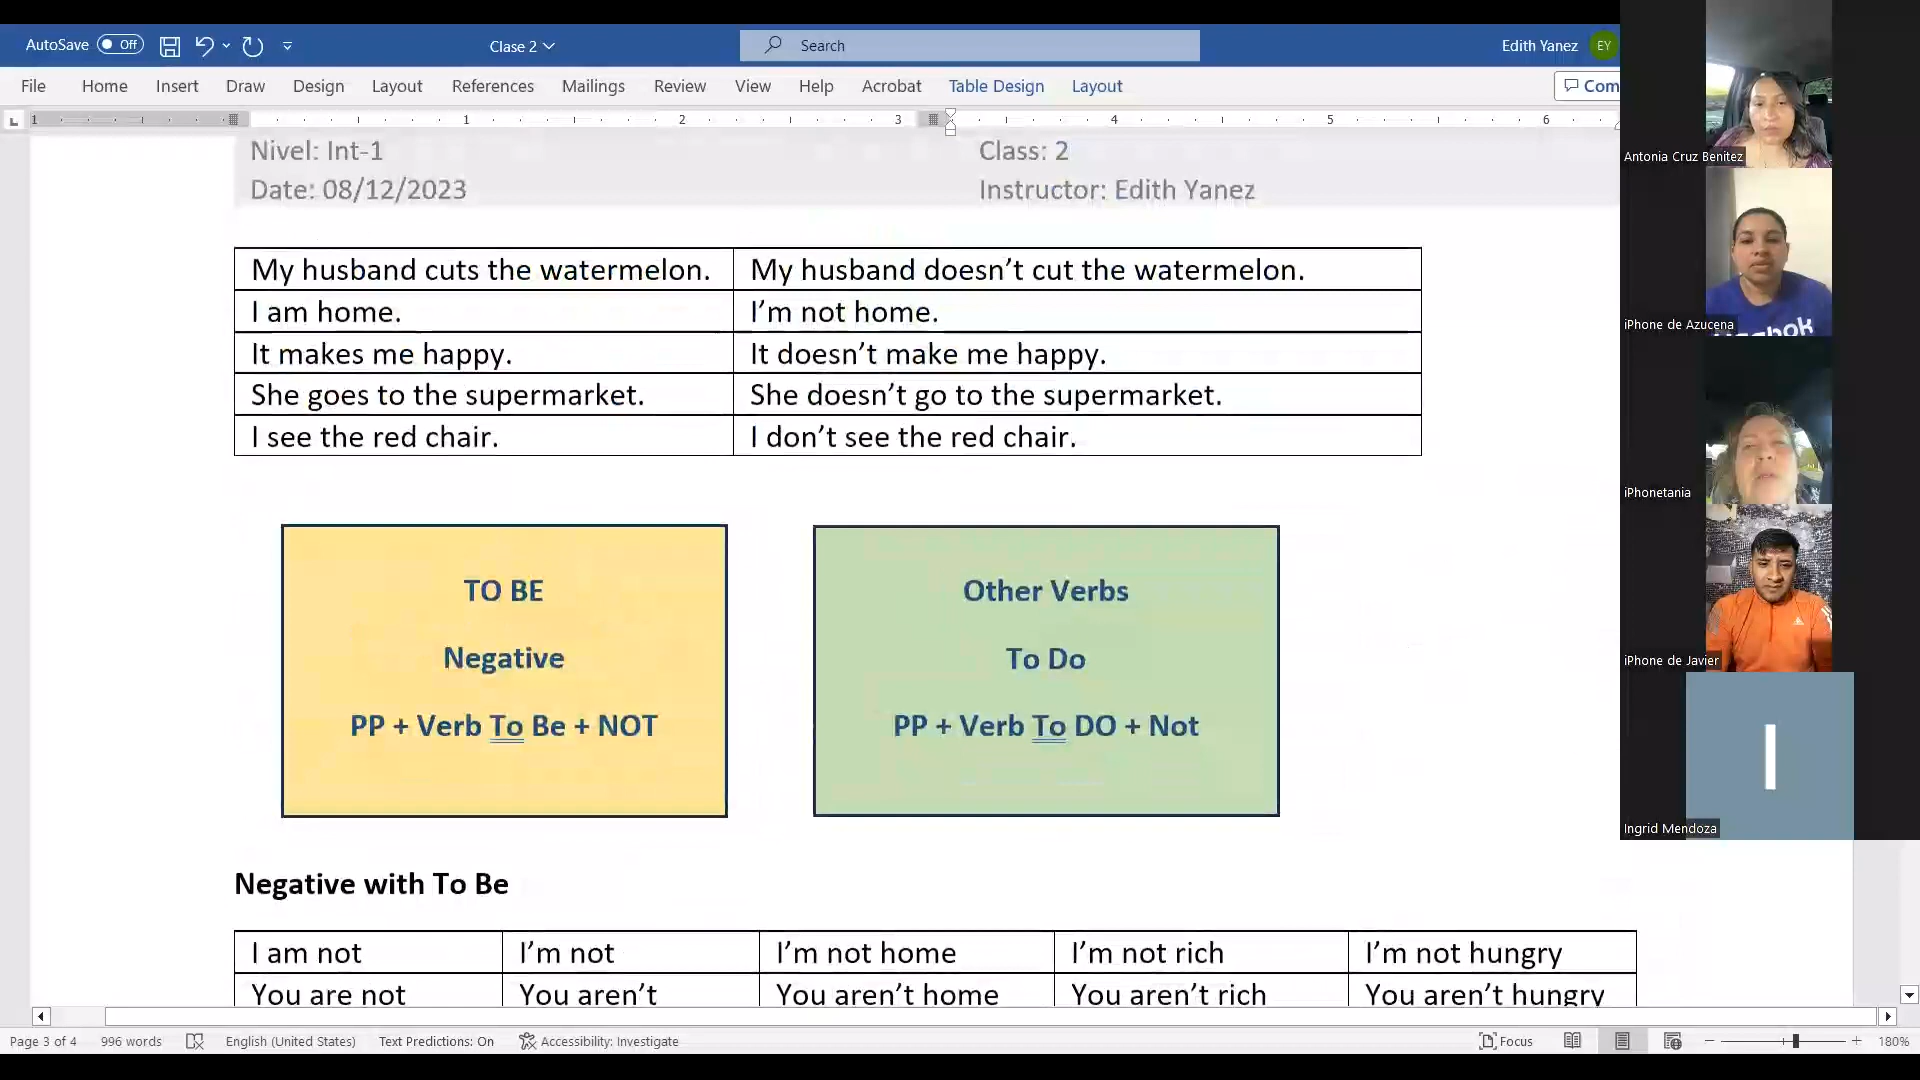 AutoSave Off Clase 2 Search Edith Yanez EY
File Home Insert Draw Design Layout References Mailings Review View Help Acrobat Table Design Layout Com
1 1 2 3 4 5 6
Nivel: Int-1 Class: 2
Date: 08/12/2023 Instructor: Edith Yanez
My husband cuts the watermelon. My husband doesn’t cut the watermelon.
I am home. I’m not home.
It makes me happy. It doesn’t make me happy.
She goes to the supermarket. She doesn’t go to the supermarket.
I see the red chair. I don’t see the red chair.
TO BE
Negative
PP + Verb To Be + NOT
Other Verbs
To Do
PP + Verb To DO + Not
Negative with To Be
I am not I’m not I’m not home I’m not rich I’m not hungry
You are not You aren’t You aren’t home You aren’t rich You aren’t hungry
Page 3 of 4 996 words English (United States) Text Predictions: On Accessibility: Investigate Focus 180%
Antonia Cruz Benitez
iPhone de Azucena
iPhonetania
iPhone de Javier
I
Ingrid Mendoza